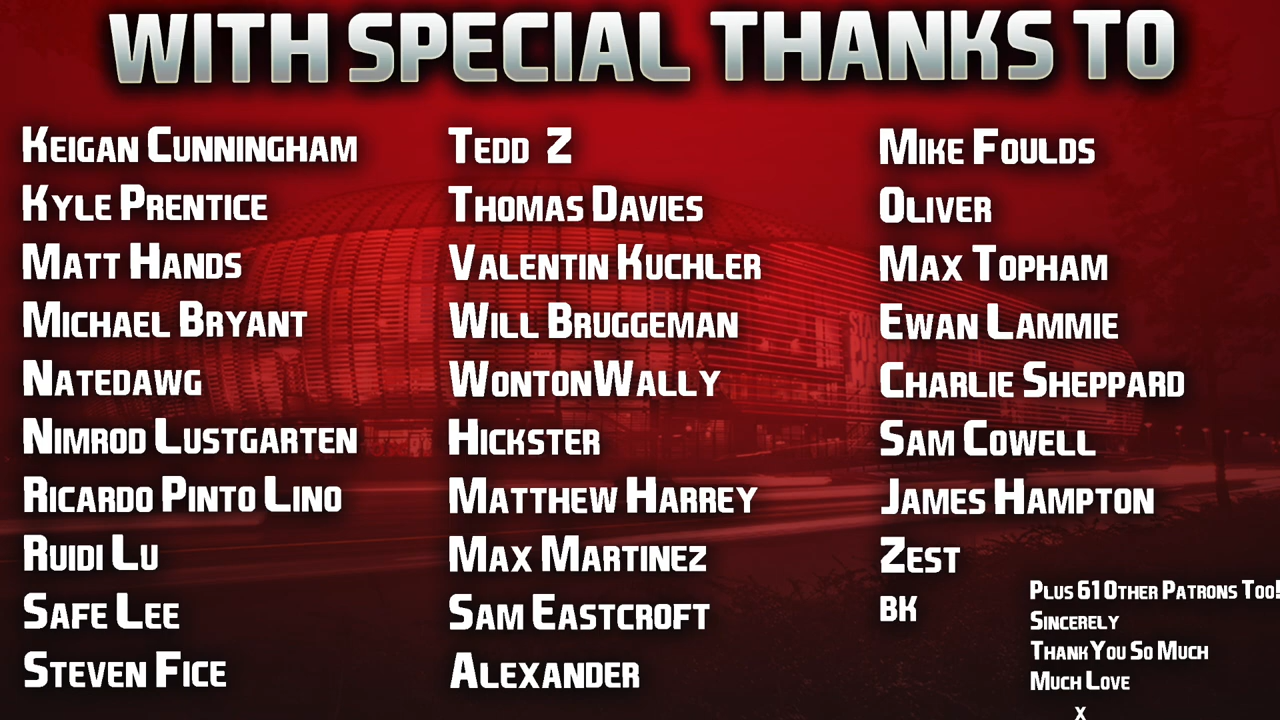 WITH SPECIAL THANKS TO
KEIGAN CUNNINGHAM
KYLE PRENTICE
MATT HANDS
MICHAEL BRYANT
NATEDAWG
NIMROD LUSTGARTEN
RICARDO PINTO LINO
RUIDI LU
SAFE LEE
STEVEN FICE
TEDD Z
THOMAS DAVIES
VALENTIN KUCHLER
WILL BRUGGEMAN
WONTONWALLY
HICKSTER
MATTHEW HARREY
MAX MARTINEZ
SAM EASTCROFT
ALEXANDER
MIKE FOULDS
OLIVER
MAX TOPHAM
EWAN LAMMIE
CHARLIE SHEPPARD
SAM COWELL
JAMES HAMPTON
ZEST
BK
PLUS 61 OTHER PATRONS TOO!
SINCERELY
THANK YOU SO MUCH
MUCH LOVE
X